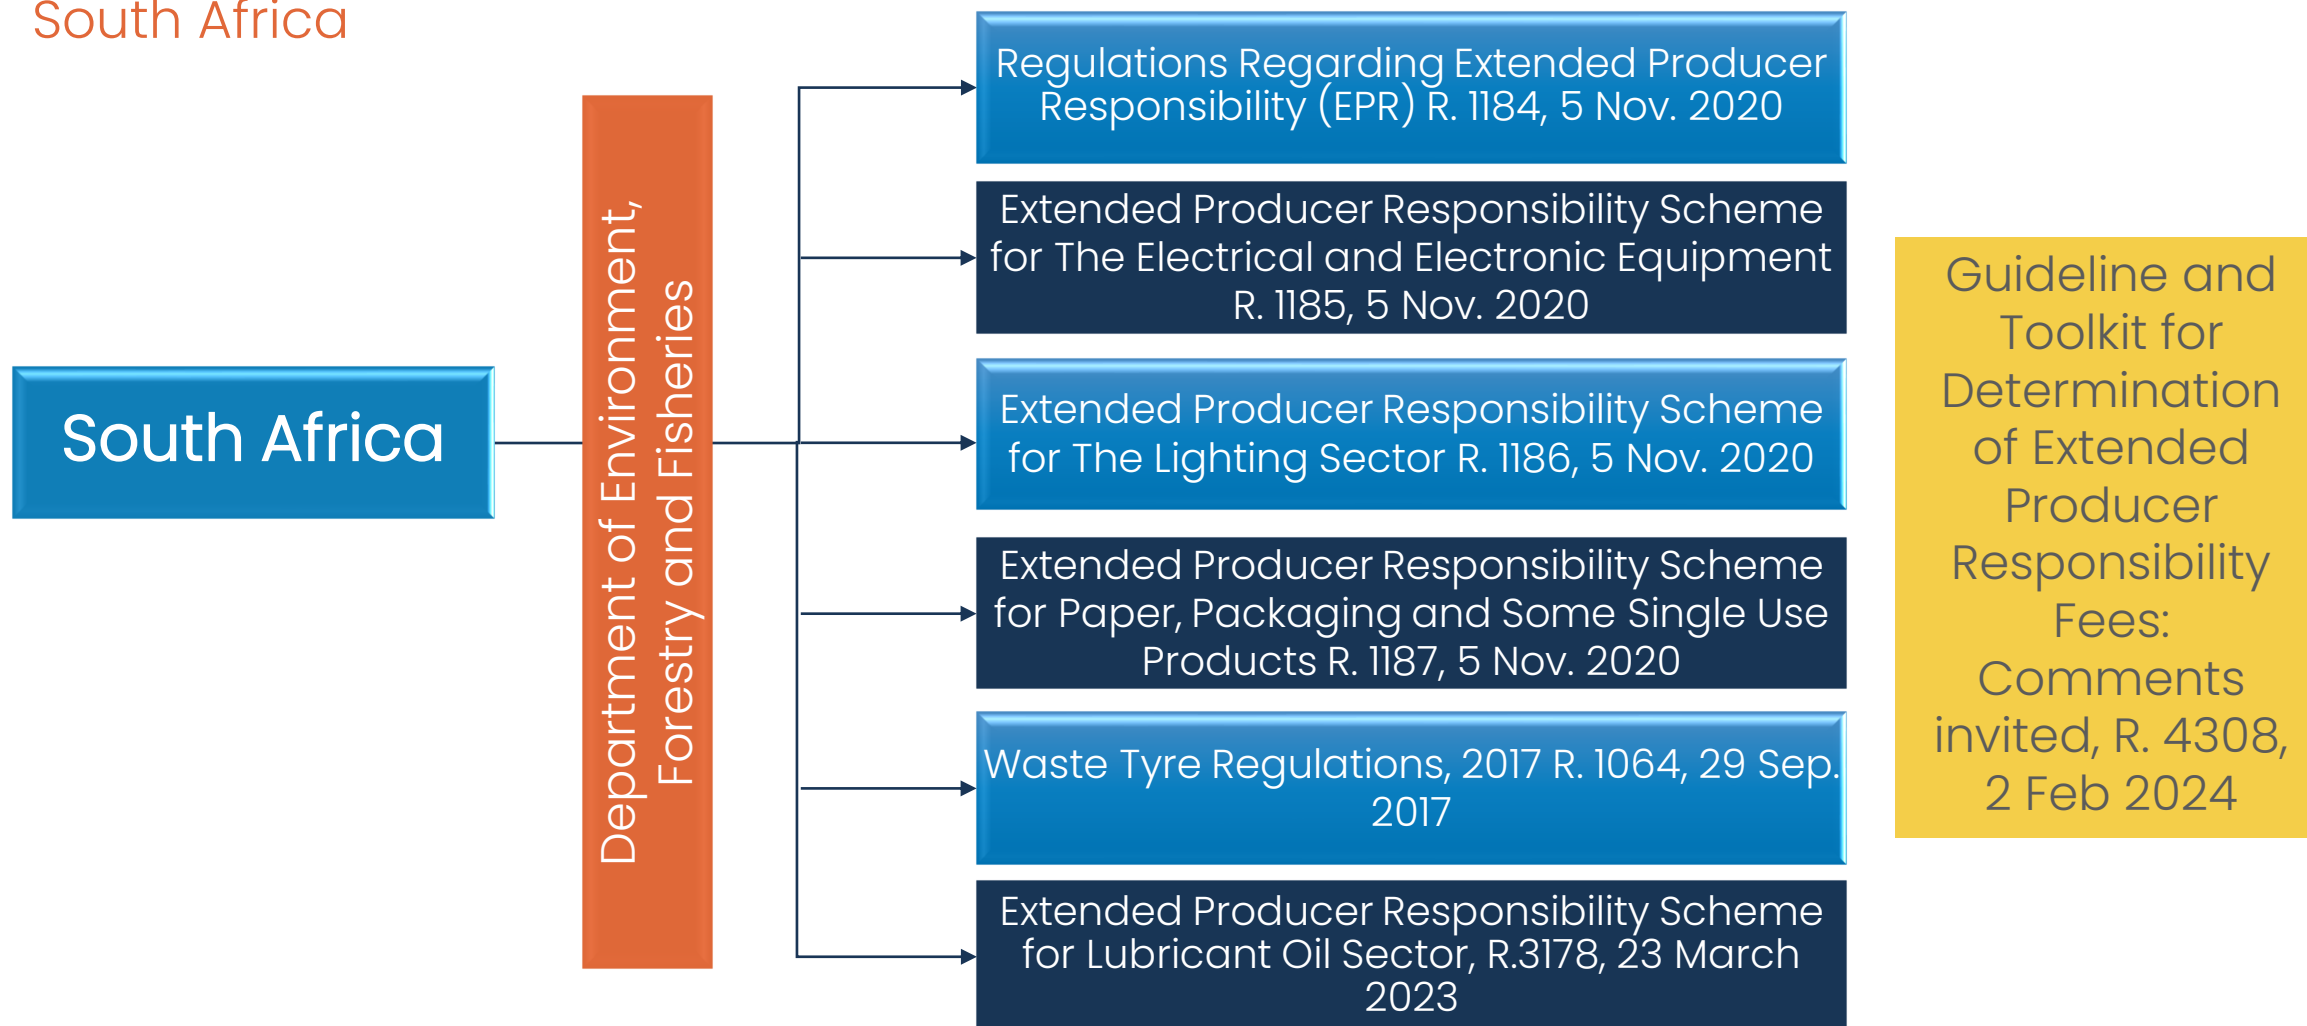 South Africa
South Africa
Department of Environment,
Forestry and Fisheries
Regulations Regarding Extended Producer
Responsibility (EPR) R. 1184, 5 Nov. 2020
Extended Producer Responsibility Scheme
for The Electrical and Electronic Equipment
R. 1185, 5 Nov. 2020
Extended Producer Responsibility Scheme
for The Lighting Sector R. 1186, 5 Nov. 2020
Extended Producer Responsibility Scheme
for Paper, Packaging and Some Single Use
Products R. 1187, 5 Nov. 2020
Waste Tyre Regulations, 2017 R. 1064, 29 Sep.
2017
Extended Producer Responsibility Scheme
for Lubricant Oil Sector, R.3178, 23 March
2023
Guideline and
Toolkit for
Determination
of Extended
Producer
Responsibility
Fees:
Comments
invited, R. 4308,
2 Feb 2024